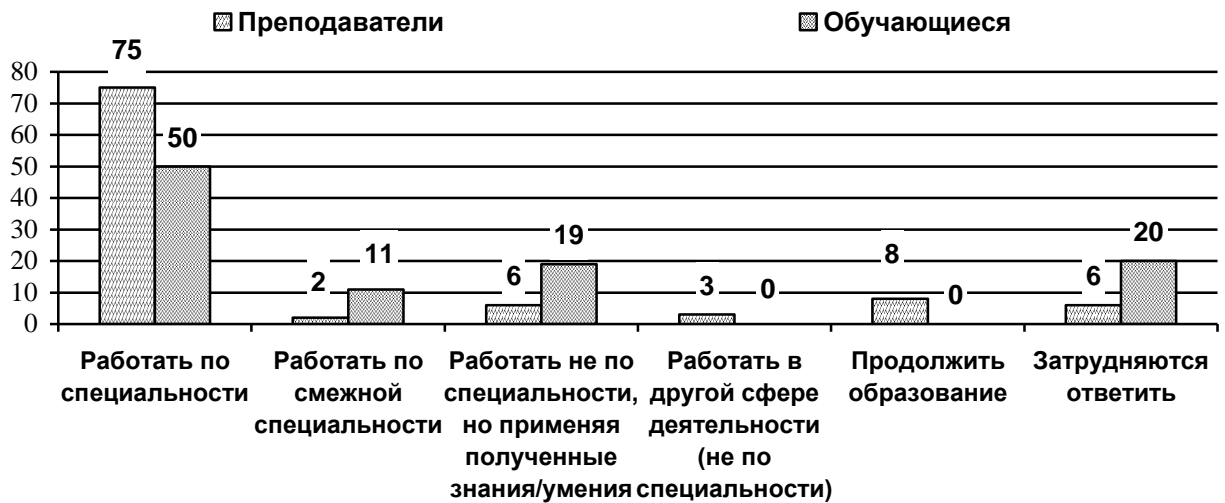 Преподаватели
Обучающиеся
75
50
2
11
6
19
3
0
8
0
6
20
80
70
60
50
40
30
20
10
0
Работать по
специальности
Работать по
смежной
специальности
Работать не по
специальности,
но применяя
полученные
знания/умения
Работать в
другой сфере
деятельности
(не по
специальности)
Продолжить
образование
Затрудняются
ответить